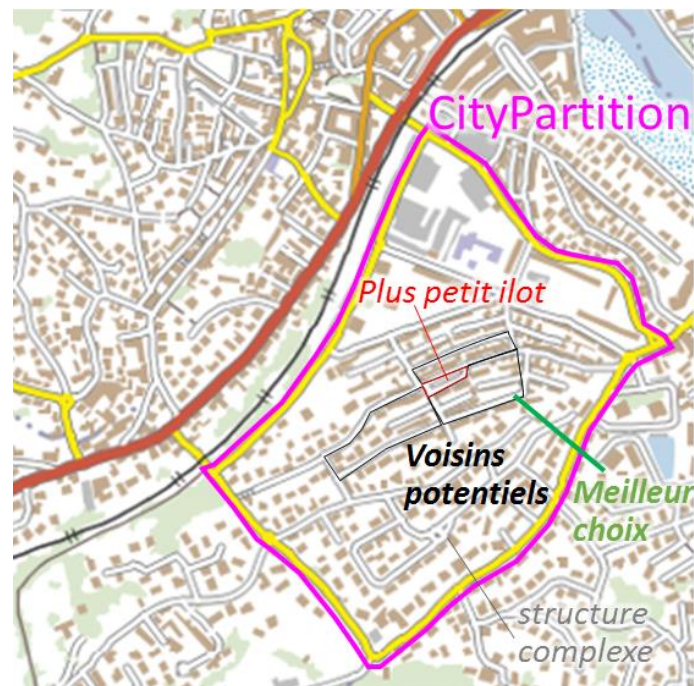 CityPartition
Plus petit ilot
Voisins
potentiels
Meilleur
choix
structure
complexe